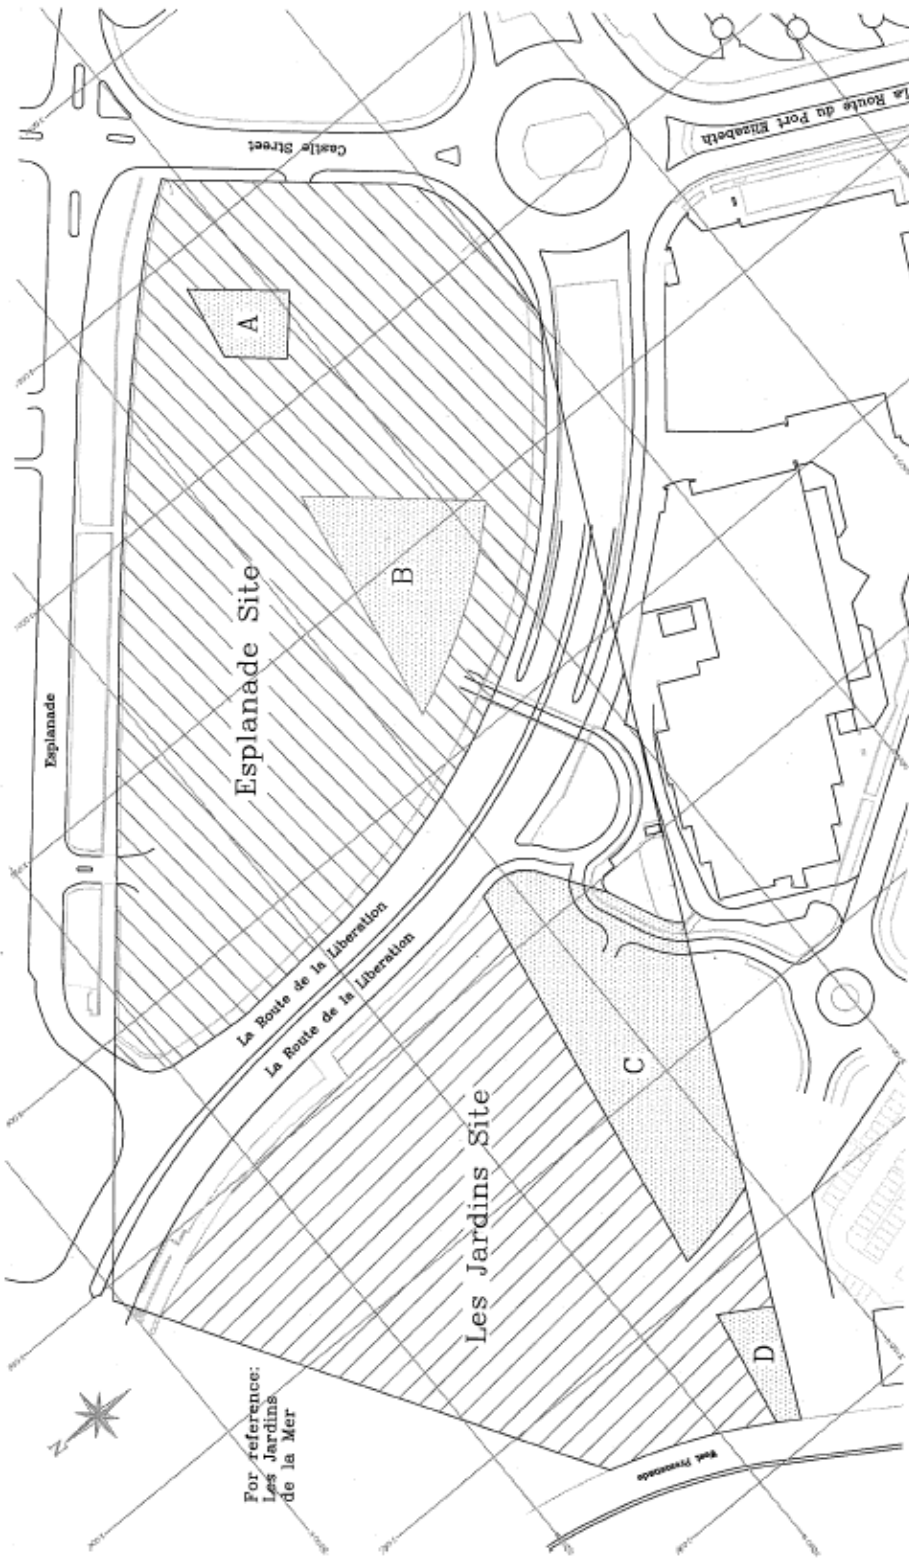 Castle Street
La Route du Port Elizabeth
A
B
Esplanade
Esplanade Site
La Route de la Liberation
La Route de la Liberation
C
Les Jardins Site
D
N
For reference:
Les Jardins
de la Mer
West Promenade